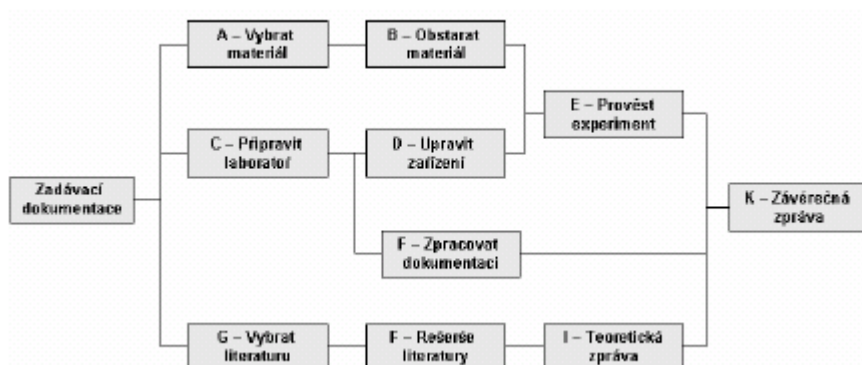 A – Vybrat
materiál
B – Obstarat
materiál
E – Provést
experiment
C – Připravit
laboratoř
D – Upravit
zařízení
Zadávací
dokumentace
K – Závěrečná
zpráva
F – Zpracovat
dokumentaci
G – Vybrat
literaturu
F – Rešerše
literatury
I – Teoretická
zpráva